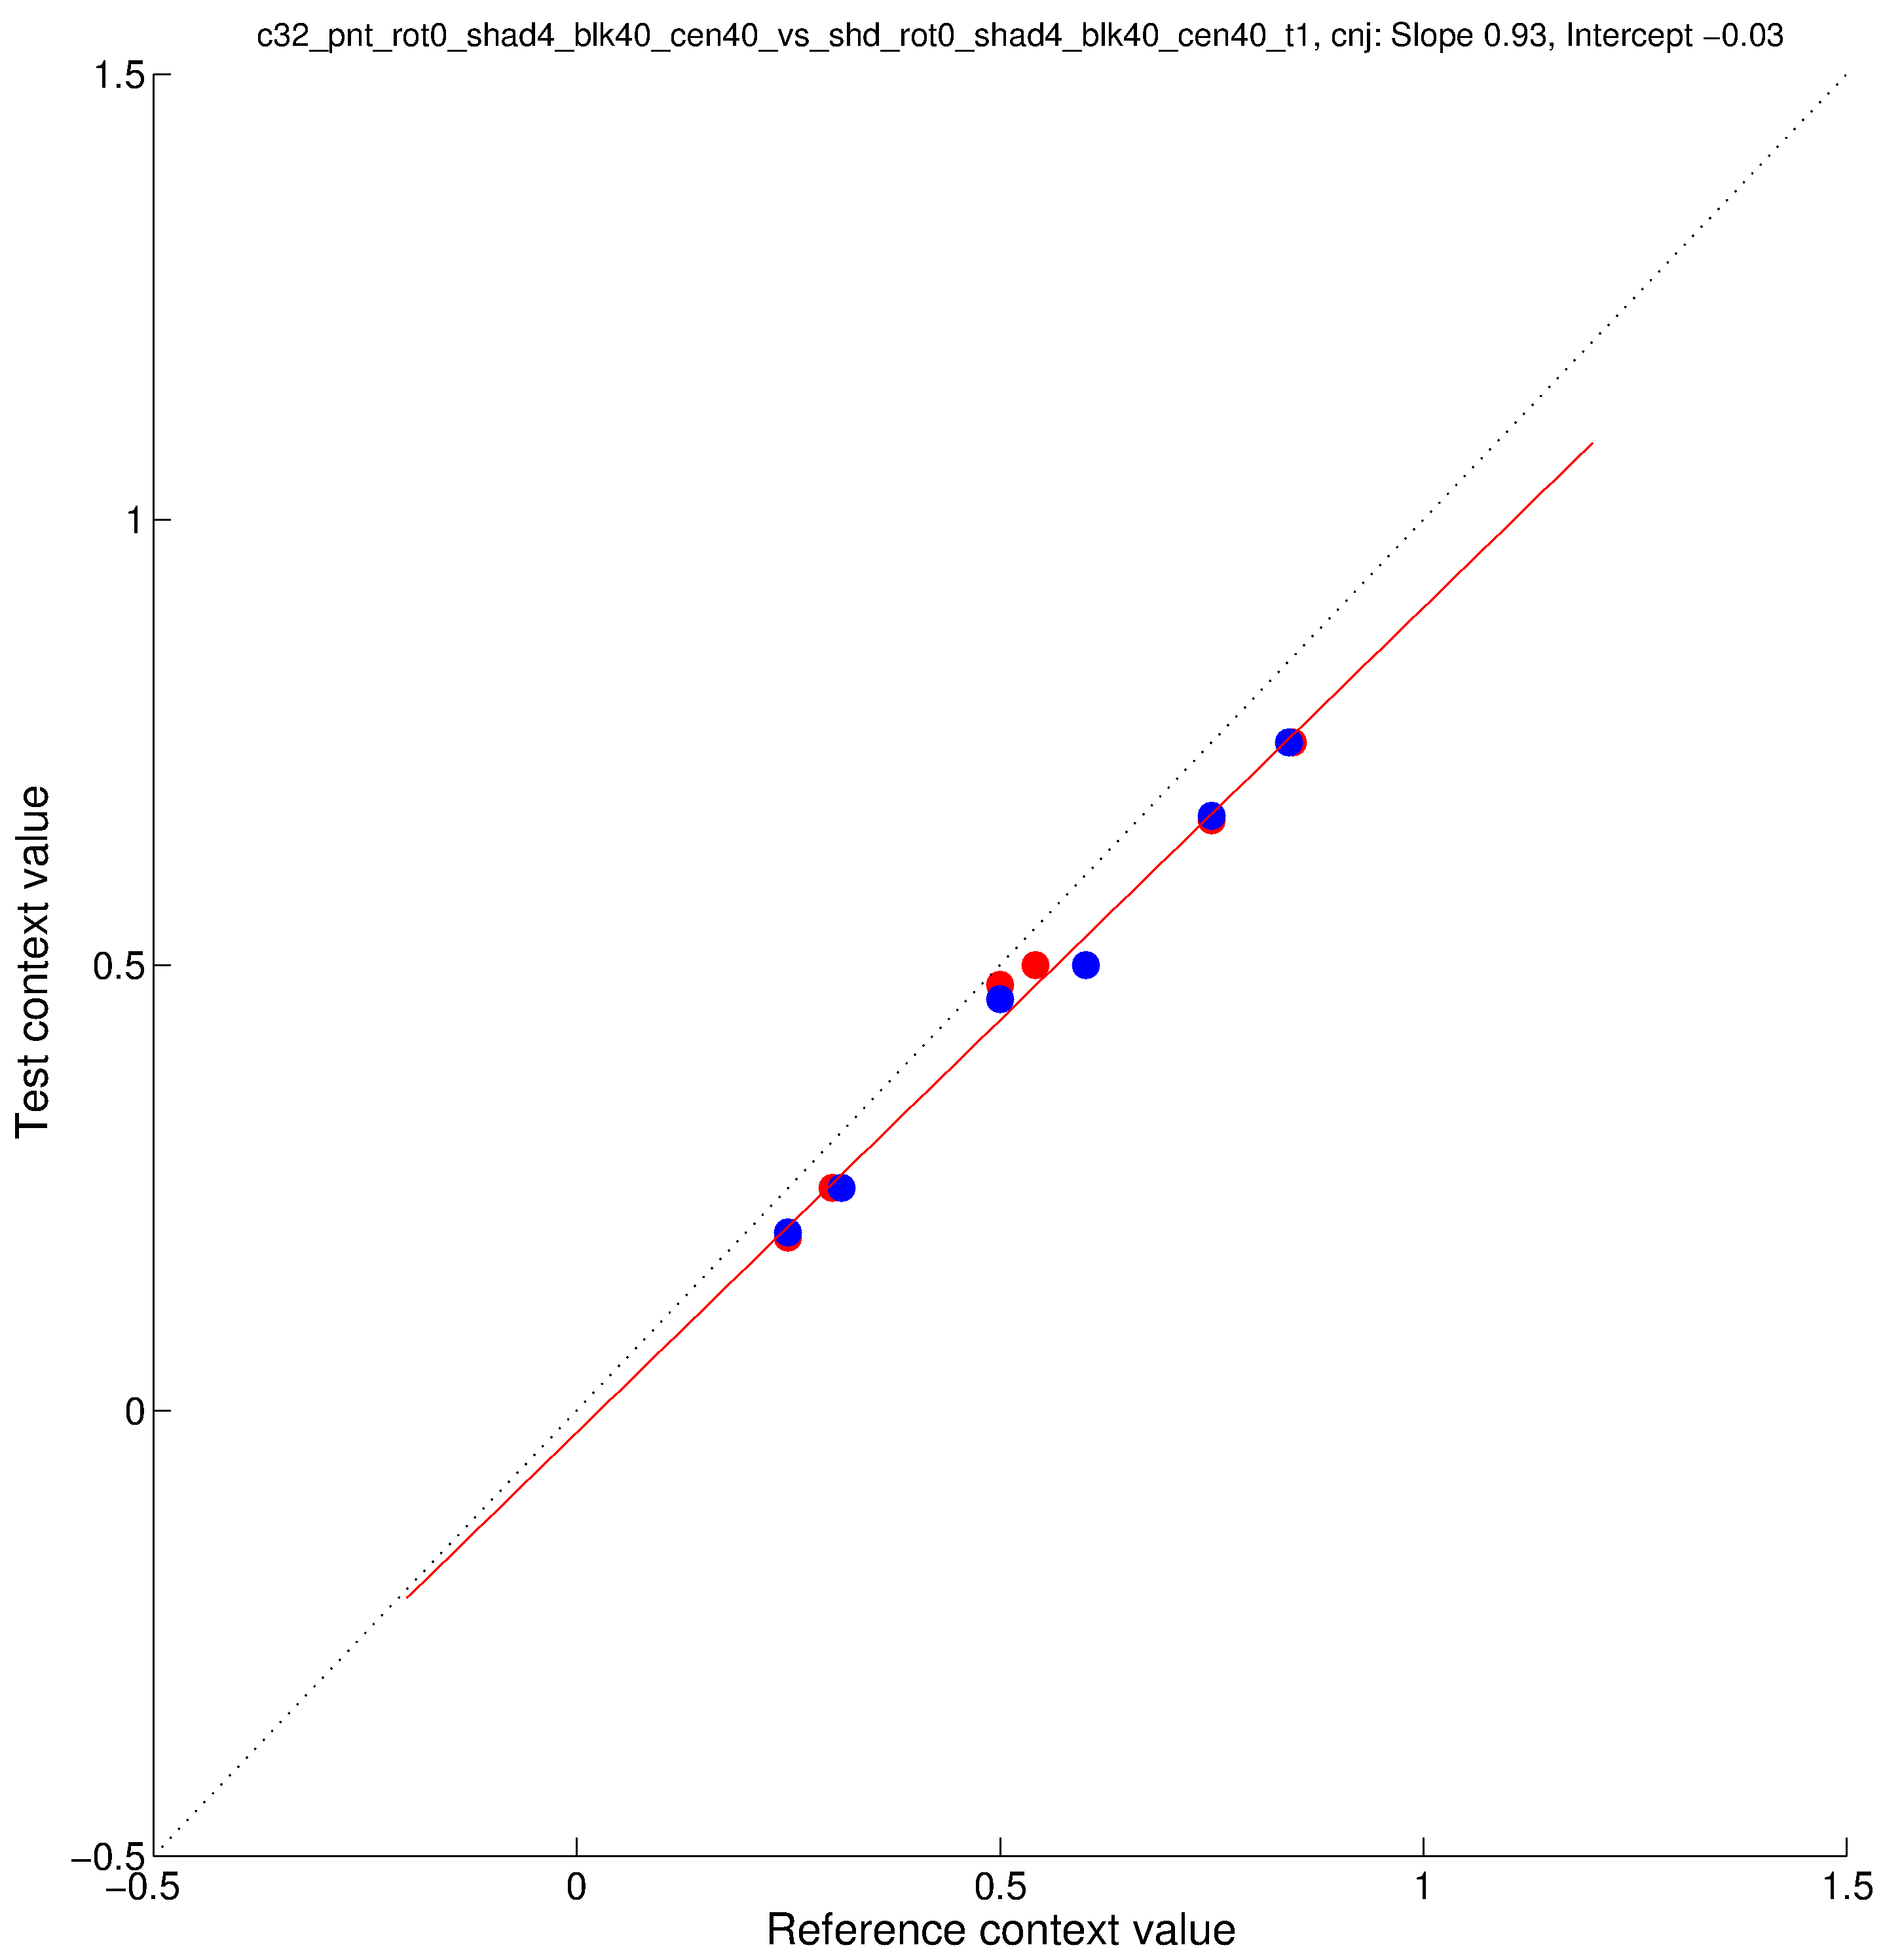 c32_pnt_rot0_shad4_blk40_cen40_vs_shd_rot0_shad4_blk40_cen40_t1, cnj: Slope 0.93, Intercept −0.03
1.5
1
0.5
0
−0.5
Test context value
−0.5 0 0.5 1 1.5
Reference context value